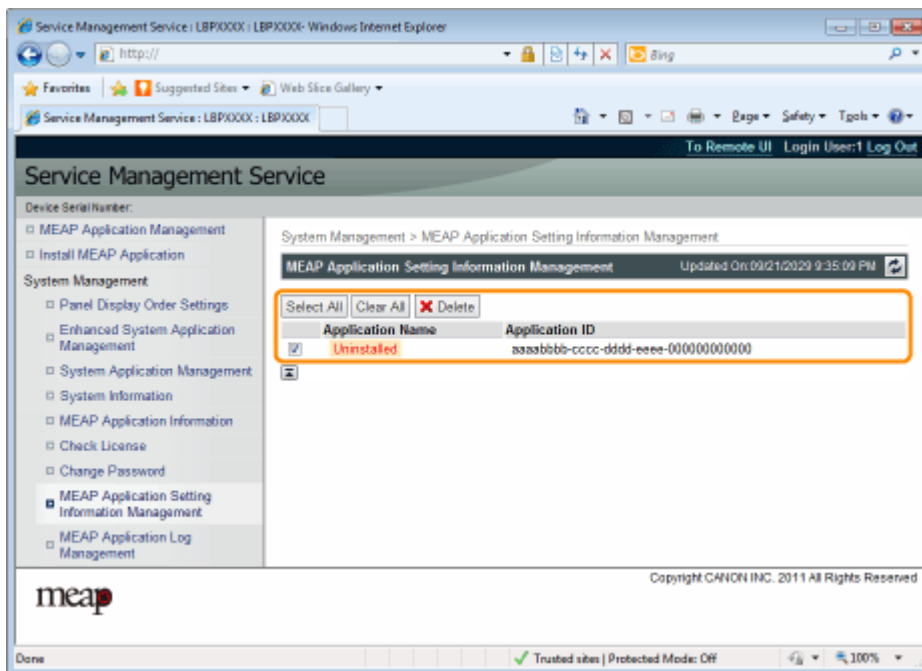 Service Management Service : LBPXXXX : LBPXXXX- Windows Internet Explorer
http://
Bing
Favorites
Suggested Sites
Web Slice Gallery
Service Management Service : LBPXXXX : LBPXXXX
Page
Safety
Tools
To Remote UI Login User:1 Log Out
Service Management Service
Device Serial Number:
MEAP Application Management
Install MEAP Application
System Management
Panel Display Order Settings
Enhanced System Application
Management
System Application Management
System Information
MEAP Application Information
Check License
Change Password
MEAP Application Setting
Information Management
MEAP Application Log
Management
System Management > MEAP Application Setting Information Management
MEAP Application Setting Information Management
Updated On:09/21/2029 9:35:09 PM
Select All
Clear All
Delete
Application Name Application ID
Uninstalled aaaabbbb-cccc-dddd-eeee-000000000000
Copyright CANON INC. 2011 All Rights Reserved
meap
Done
Trusted sites | Protected Mode: Off
100%